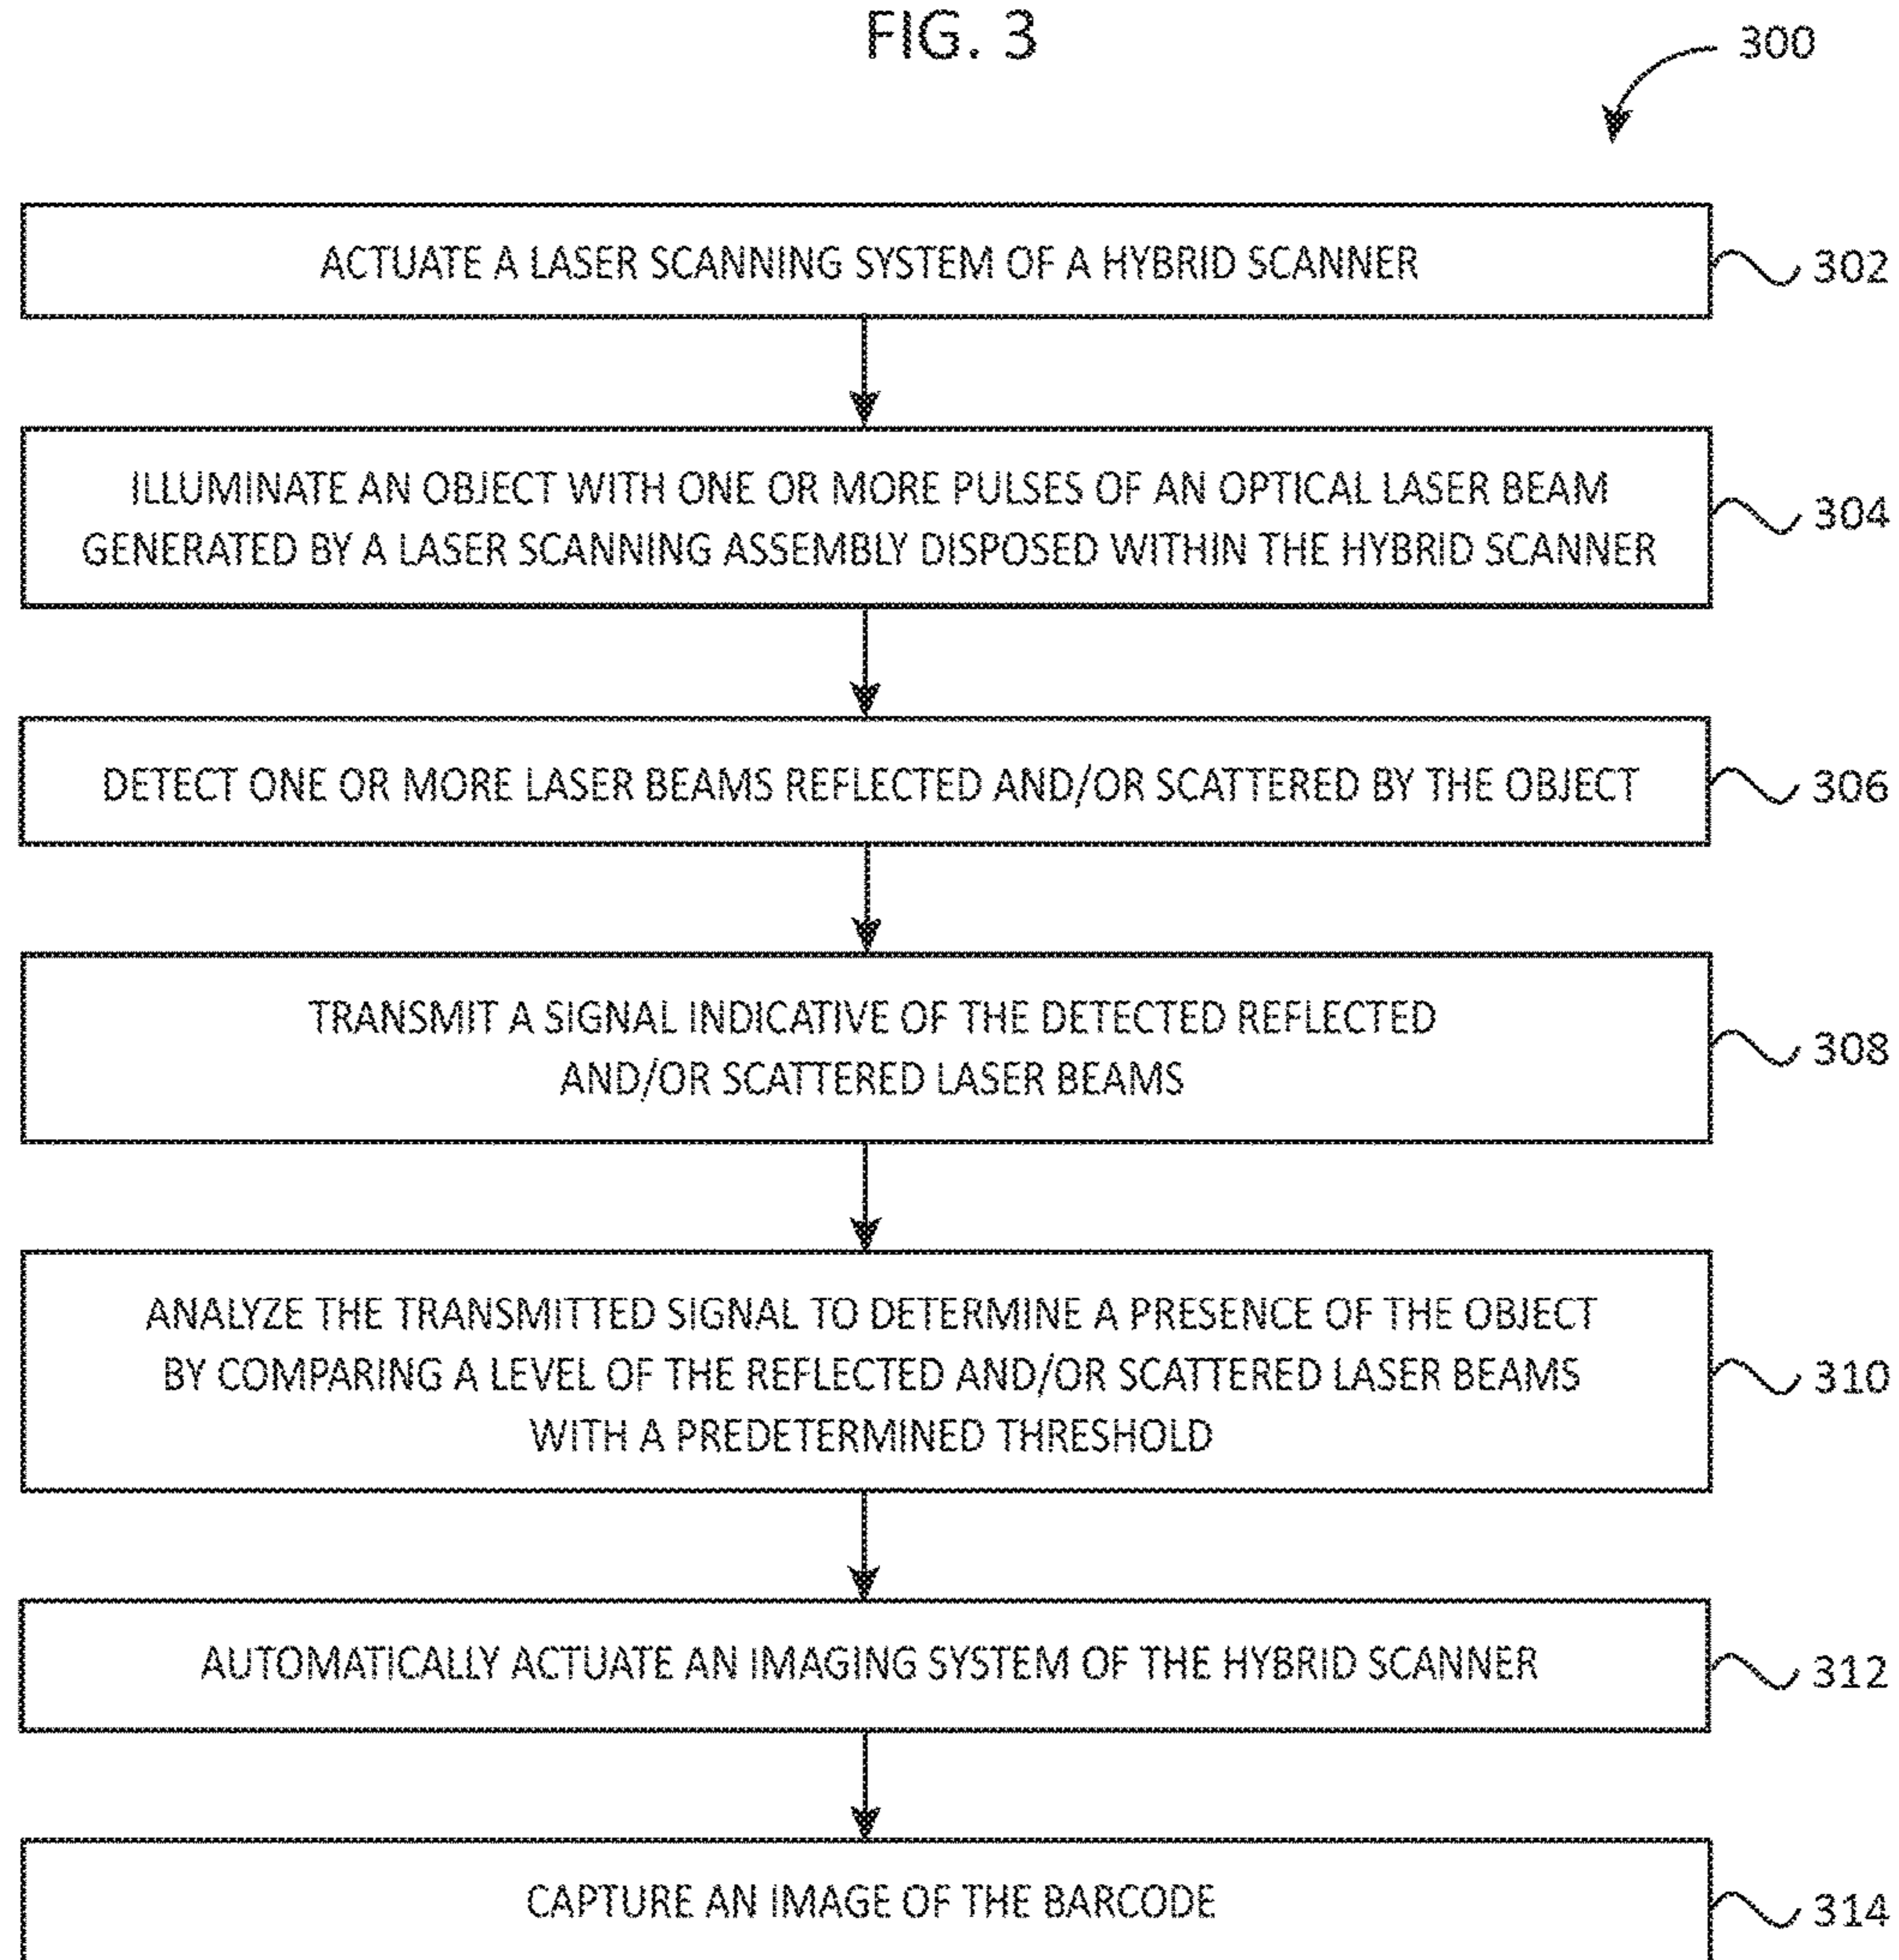 FIG. 3
300
ACTUATE A LASER SCANNING SYSTEM OF A HYBRID SCANNER
302
ILLUMINATE AN OBJECT WITH ONE OR MORE PULSES OF AN OPTICAL LASER BEAM
GENERATED BY A LASER SCANNING ASSEMBLY DISPOSED WITHIN THE HYBRID SCANNER
304
DETECT ONE OR MORE LASER BEAMS REFLECTED AND/OR SCATTERED BY THE OBJECT
306
TRANSMIT A SIGNAL INDICATIVE OF THE DETECTED REFLECTED
AND/OR SCATTERED LASER BEAMS
308
ANALYZE THE TRANSMITTED SIGNAL TO DETERMINE A PRESENCE OF THE OBJECT
BY COMPARING A LEVEL OF THE REFLECTED AND/OR SCATTERED LASER BEAMS
WITH A PREDETERMINED THRESHOLD
310
AUTOMATICALLY ACTUATE AN IMAGING SYSTEM OF THE HYBRID SCANNER
312
CAPTURE AN IMAGE OF THE BARCODE
314